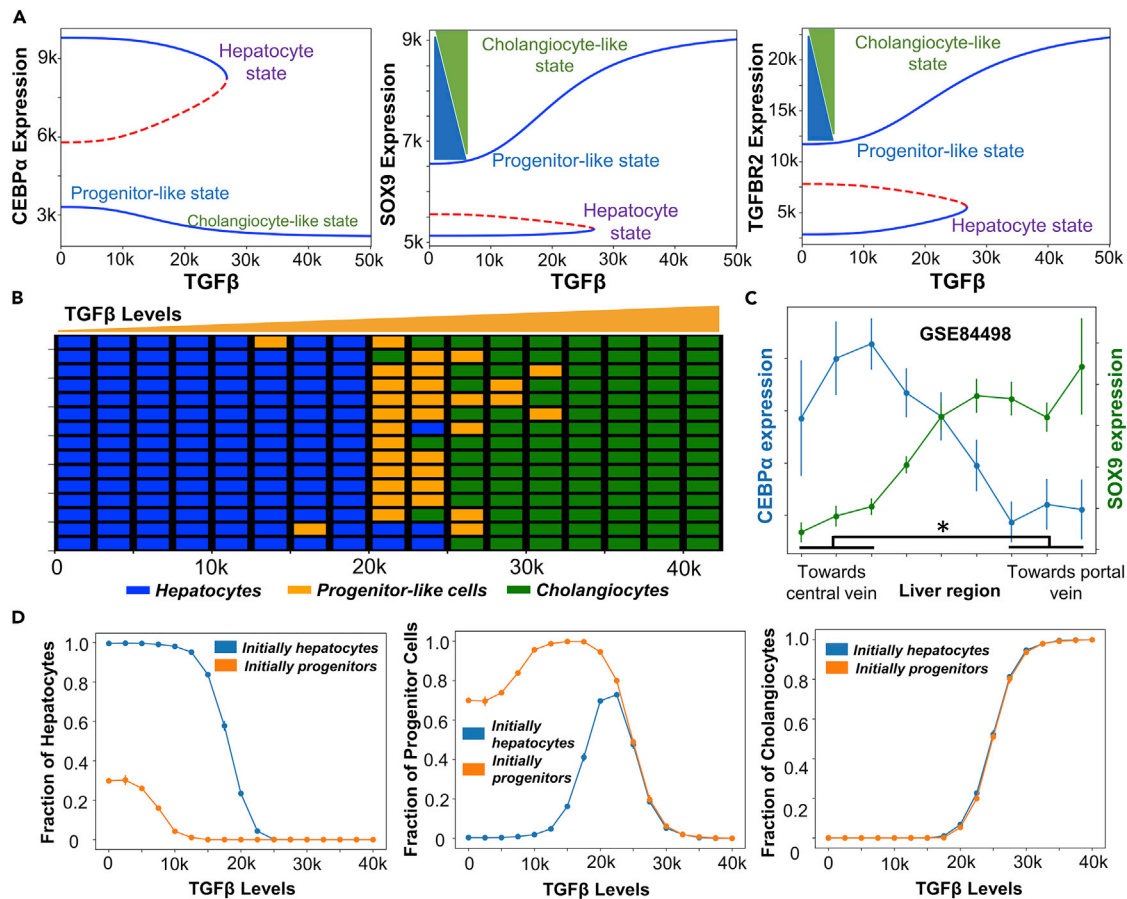 A
CEBPα Expression
9k
6k
3k
Hepatocyte
state
Progenitor-like state
Cholangiocyte-like state
0 10k 20k 30k 40k 50k
TGFβ
SOX9 Expression
9k
7k
5k
Cholangiocyte-like
state
Progenitor-like state
Hepatocyte
state
0 10k 20k 30k 40k 50k
TGFβ
TGFBR2 Expression
20k
15k
10k
5k
Cholangiocyte-like
state
Progenitor-like state
Hepatocyte state
0 10k 20k 30k 40k 50k
TGFβ
B
TGFβ Levels
0 10k 20k 30k 40k
Hepatocytes Progenitor-like cells Cholangiocytes
C
GSE84498
CEBPα expression
SOX9 expression
*
Towards
central vein
Liver region
Towards portal
vein
D
Fraction of Hepatocytes
1.0
0.8
0.6
0.4
0.2
0
Initially hepatocytes
Initially progenitors
0 10k 20k 30k 40k
TGFβ Levels
Fraction of Progenitor Cells
1.0
0.8
0.6
0.4
0.2
0
Initially
hepatocytes
Initially
progenitors
0 10k 20k 30k 40k
TGFβ Levels
Fraction of Cholangiocytes
1.0
0.8
0.6
0.4
0.2
0
Initially hepatocytes
Initially progenitors
0 10k 20k 30k 40k
TGFβ Levels